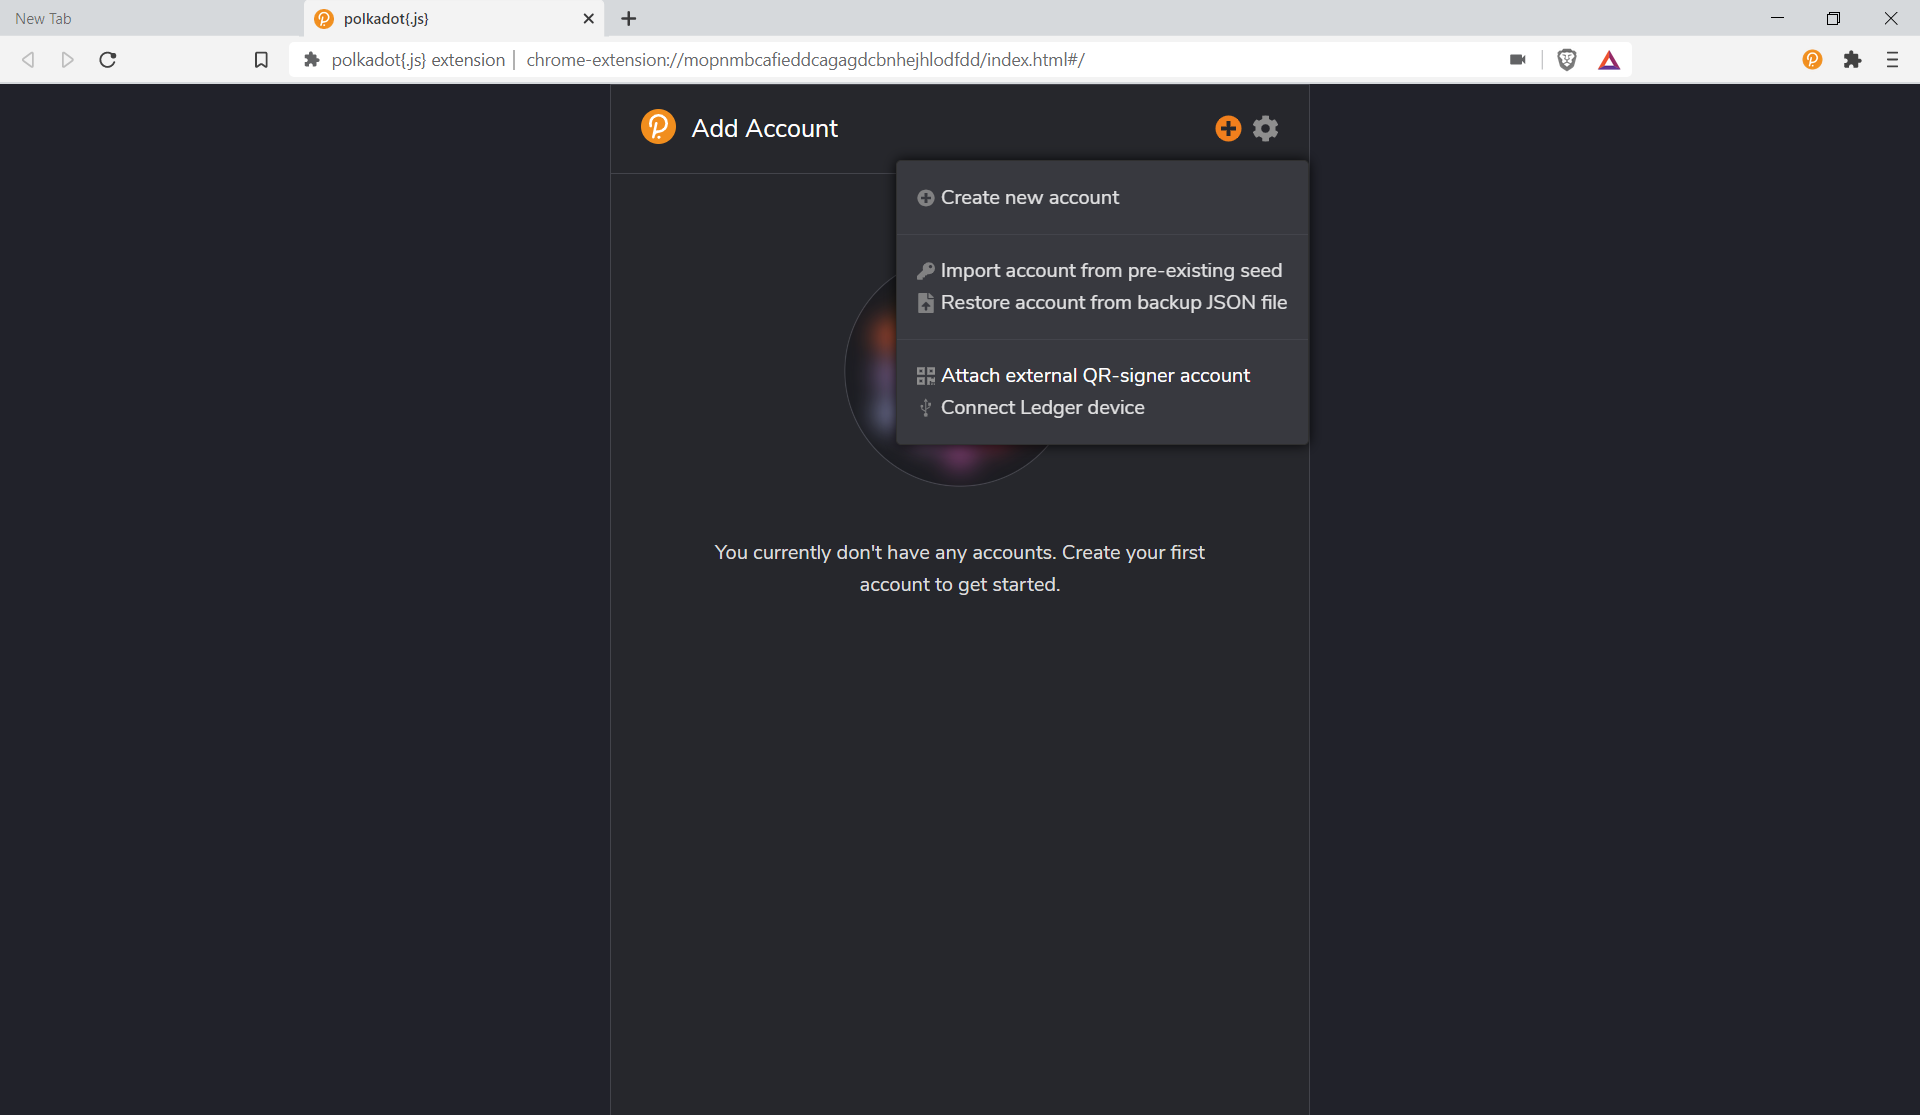 New Tab
polkadot{.js}
polkadot{.js} extension | chrome-extension://mopnmbcafieddcagagdcbnhejhlodfdd/index.html#/
Add Account
Create new account
Import account from pre-existing seed
Restore account from backup JSON file
Attach external QR-signer account
Connect Ledger device
You currently don't have any accounts. Create your first
account to get started.